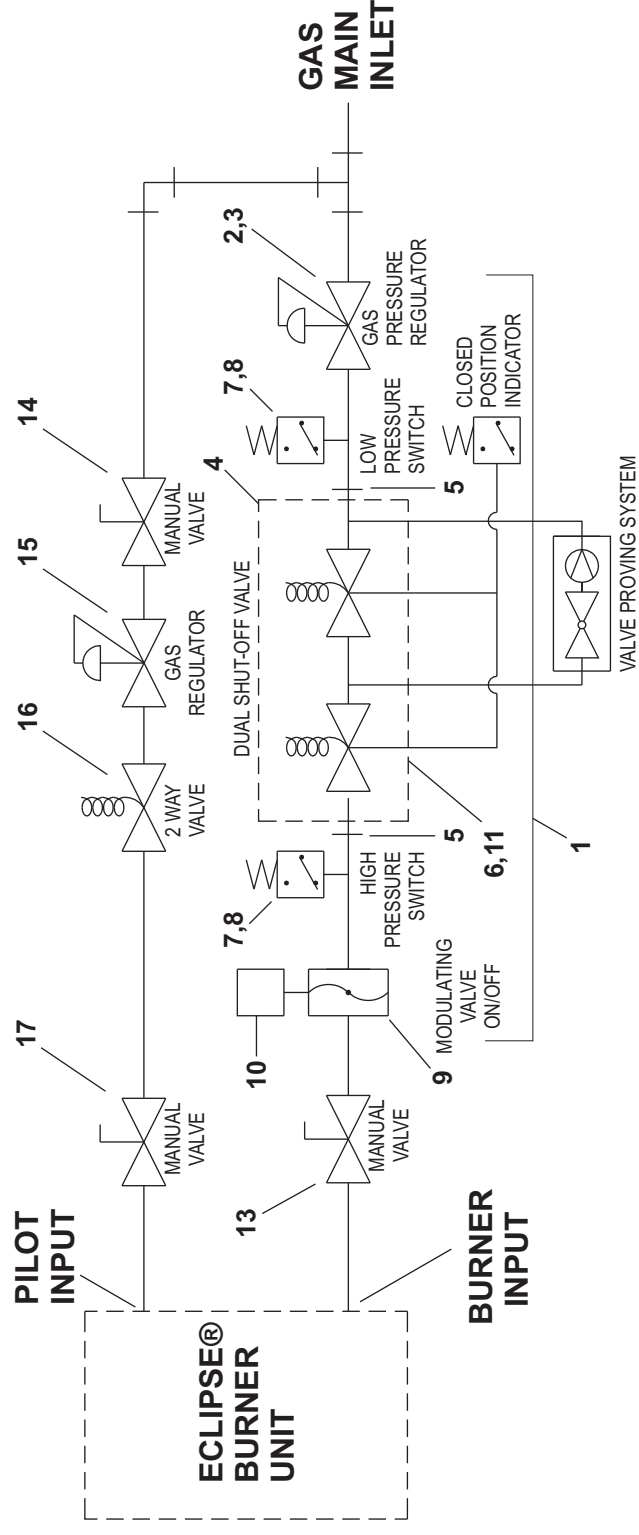 GAS
MAIN
INLET
14
MANUAL
VALVE
15
GAS
REGULATOR
16
2 WAY
VALVE
17
MANUAL
VALVE
PILOT
INPUT
ECLIPSE®
BURNER
UNIT
2,3
GAS
PRESSURE
REGULATOR
7,8
LOW
PRESSURE
SWITCH
CLOSED
POSITION
INDICATOR
4
5
DUAL SHUT-OFF VALVE
VALVE PROVING SYSTEM
6,11
5
1
7,8
HIGH
PRESSURE
SWITCH
10
9
MODULATING
VALVE
ON/OFF
13
MANUAL
VALVE
BURNER
INPUT